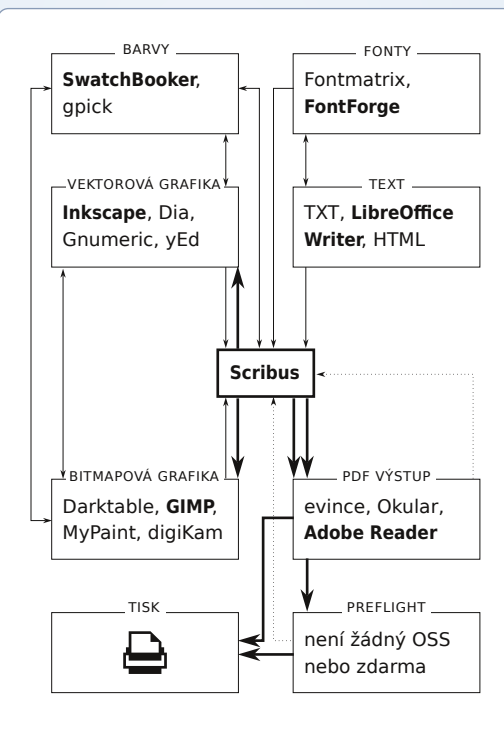 BARVY
SwatchBooker,
gpick
FONTY
Fontmatrix,
FontForge
VEKTOROVÁ GRAFIKA
Inkscape, Dia,
Gnumeric, yEd
TEXT
TXT, LibreOffice
Writer, HTML
Scribus
BITMAPOVÁ GRAFIKA
Darktable, GIMP,
MyPaint, digiKam
PDF VÝSTUP
evince, Okular,
Adobe Reader
TISK
PREFLIGHT
není žádný OSS
nebo zdarma